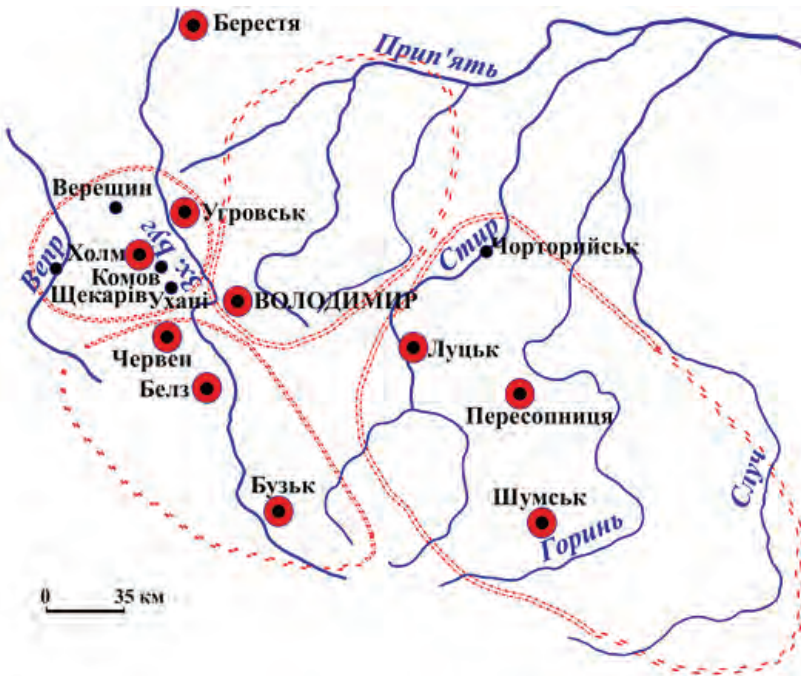 Берестя
Прип'ять
Верещин
Угровськ
Зх. Буг
Вепр
Холм
Комов
Щекарів
Ухані
ВОЛОДИМИР
Стир
Чорторийськ
Червен
Луцьк
Белз
Пересопниця
Бузьк
Шумськ
Горинь
Случ
0 35 км